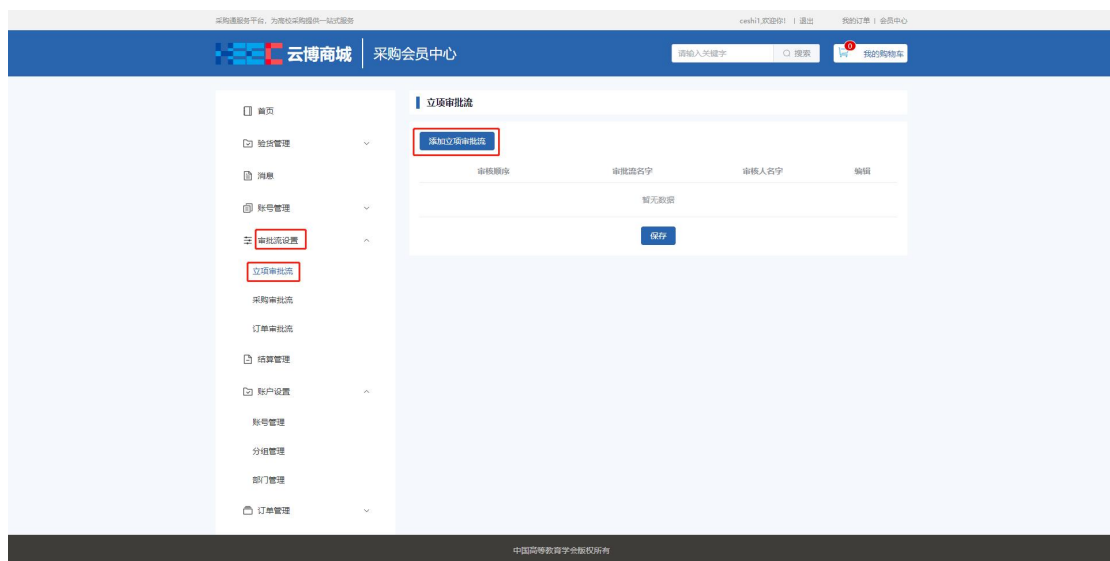 采购通服务平台，为高校采购提供一站式服务
ceshi1,欢迎你! | 退出 我的订单 | 会员中心
HEEC 云博商城 采购会员中心
请输入关键字 搜索 0 我的购物车
首页
验货管理
消息
账号管理
审批流设置
立项审批流
采购审批流
订单审批流
结算管理
账户设置
账号管理
分组管理
部门管理
订单管理
立项审批流
添加立项审批流
审核顺序 审批流名字 审核人名字 编辑
暂无数据
保存
中国高等教育学会版权所有